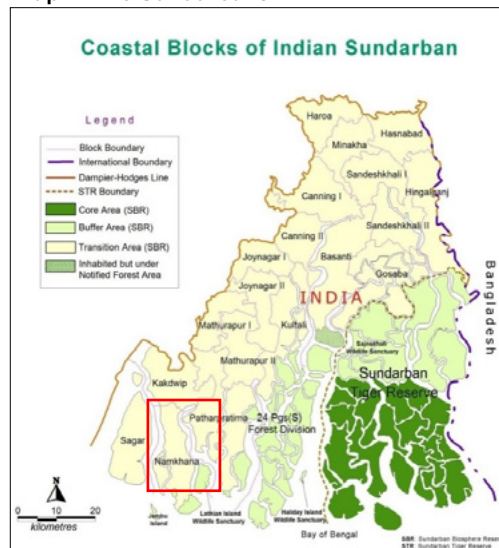 Coastal Blocks of Indian Sundarban
Legend
Block Boundary
International Boundary
Dampier-Hodges Line
STR Boundary
Core Area (SBR)
Buffer Area (SBR)
Transition Area (SBR)
Inhabited but under
Notified Forest Area
Haroa
Hasnabad
Minakha
Sandeshkhali I
Hingalganj
Canning I
Sandeshkhali II
Canning II
Basanti
Joynagar I
Gosaba
Joynagar II
INDIA
Bangladesh
Mathurapur I
Kultali
Sajnakhali
Wildlife Sanctuary
Mathurapur II
Sundarban
Tiger Reserve
Kakdwip
Patharpratima
24 Pgs(S)
Forest Division
Sagar
Namkhana
N
Jambu
Island
Lothian Island
Wildlife Sanctuary
Haliday Island
Wildlife Sanctuary
Bay of Bengal
20 10 0 20
kilometres
SBR: Sundarban Biosphere
STR: Sundarban Tiger Reserve